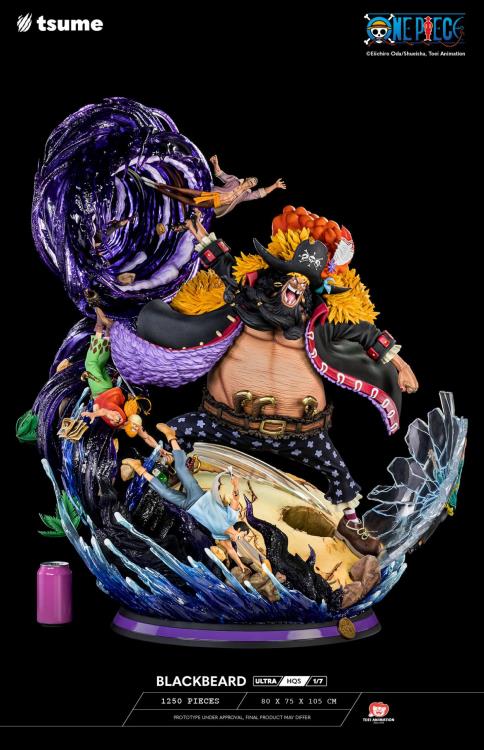 tsume
ONE PIECE
©Eiichiro Oda/Shueisha, Toei Animation
BLACKBEARD ULTRA HQS 1/7
1250 PIECES / 80 X 75 X 105 CM
PROTOTYPE UNDER APPROVAL, FINAL PRODUCT MAY DIFFER
TOEI ANIMATION